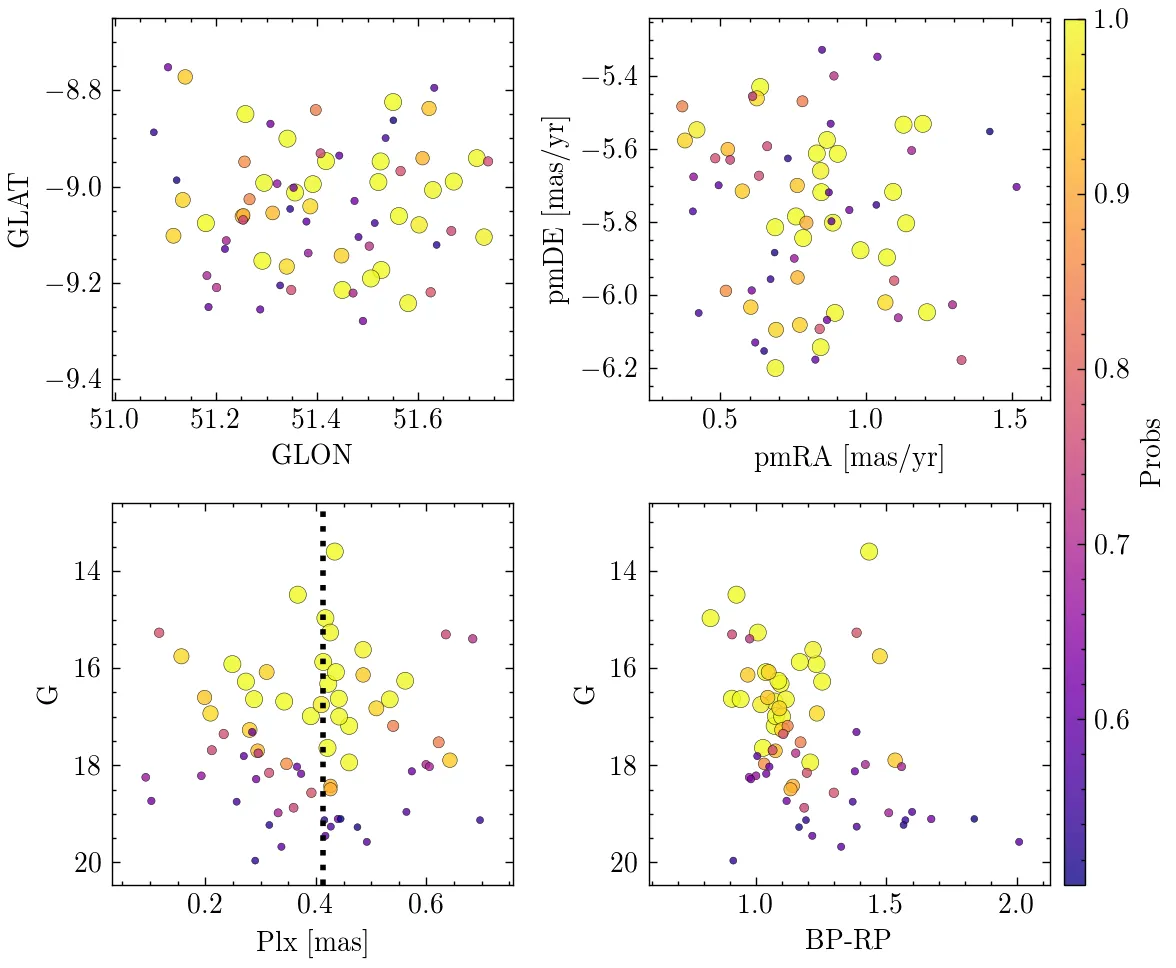 −8.8
−9.0
−9.2
−9.4
GLAT
51.0 51.2 51.4 51.6
GLON
−5.4
−5.6
−5.8
−6.0
−6.2
pmDE [mas/yr]
0.5 1.0 1.5
pmRA [mas/yr]
14
16
18
20
G
0.2 0.4 0.6
Plx [mas]
14
16
18
20
G
1.0 1.5 2.0
BP-RP
1.0
0.9
0.8
0.7
0.6
Probs